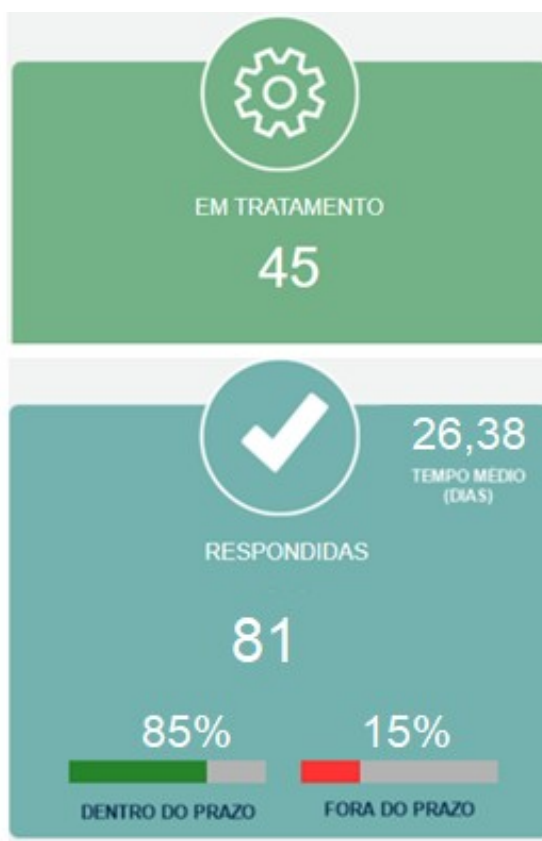 EM TRATAMENTO
45
26,38
TEMPO MÉDIO
(DIAS)
RESPONDIDAS
81
85% 15%
DENTRO DO PRAZO FORA DO PRAZO